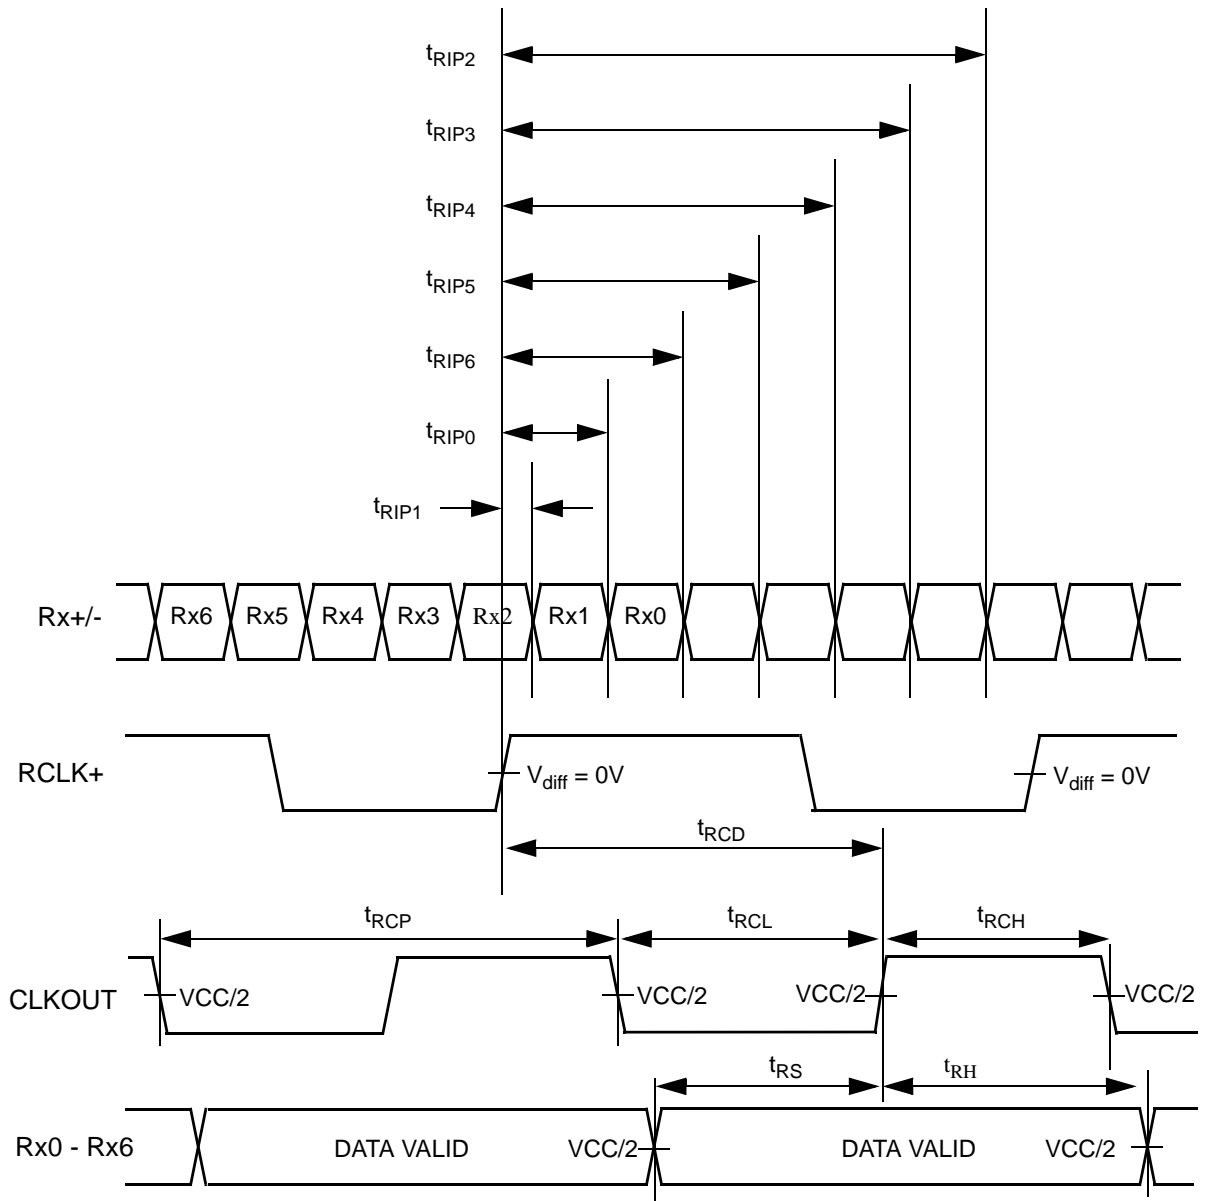 tRIP2
tRIP3
tRIP4
tRIP5
tRIP6
tRIP0
tRIP1
Rx+/- Rx6 Rx5 Rx4 Rx3 Rx2 Rx1 Rx0
RCLK+ Vdiff = 0V Vdiff = 0V
tRCD
tRCP tRCL tRCH
CLKOUT VCC/2 VCC/2 VCC/2 VCC/2
tRS tRH
Rx0 - Rx6 DATA VALID VCC/2 DATA VALID VCC/2